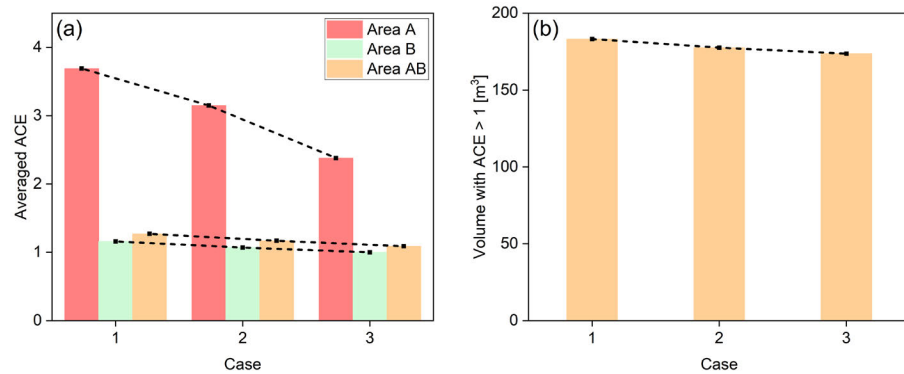 (a)
Area A
Area B
Area AB
Averaged ACE
4
3
2
1
0
1 2 3
Case
(b)
Volume with ACE > 1 [m³]
200
150
100
50
0
1 2 3
Case